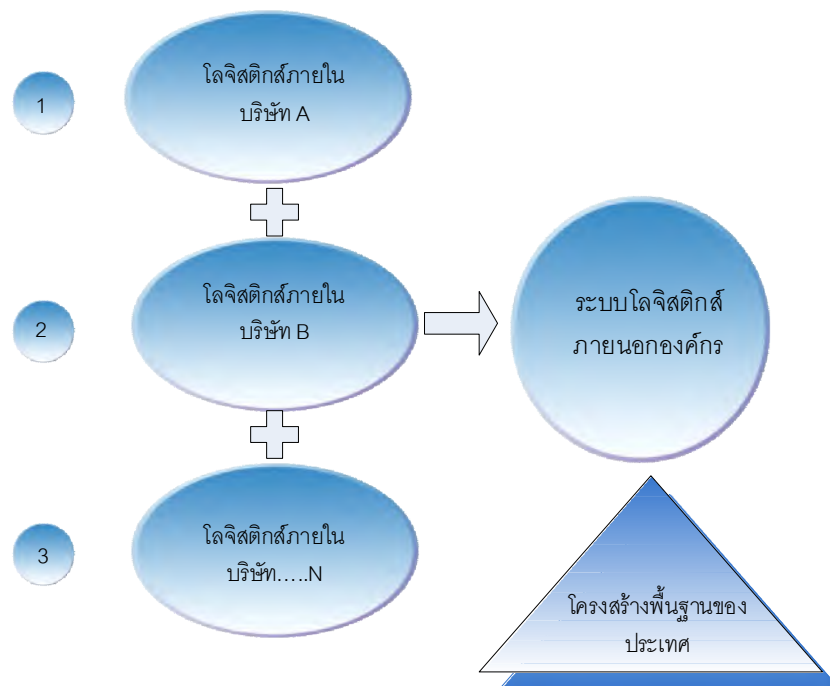 1
โลจิสติกส์ภายใน
บริษัท A
2
โลจิสติกส์ภายใน
บริษัท B
ระบบโลจิสติกส์
ภายนอกองค์กร
3
โลจิสติกส์ภายใน
บริษัท.....N
โครงสร้างพื้นฐานของ
ประเทศ